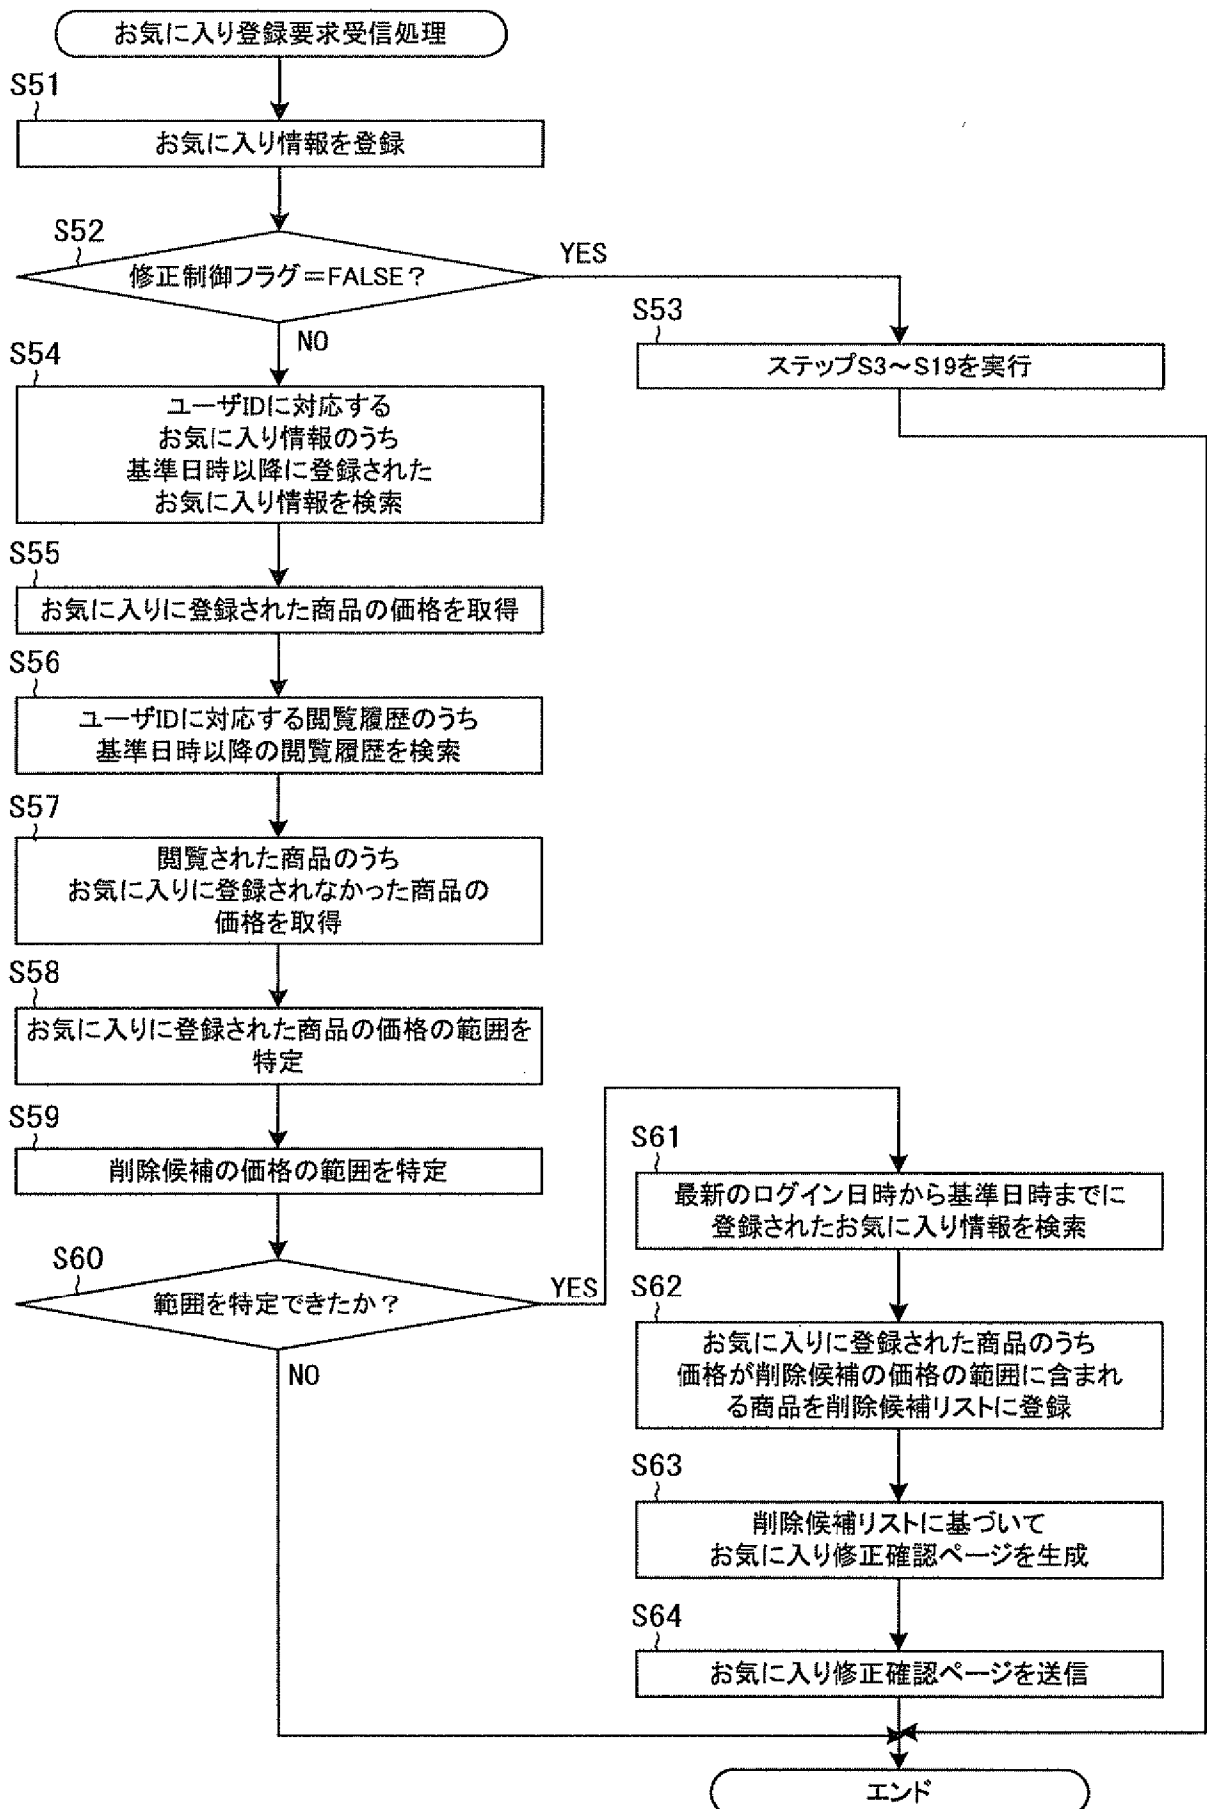 お気に入り登録要求受信処理
S51
お気に入り情報を登録
S52
修正制御フラグ＝FALSE？
YES
NO
S53
ステップS3～S19を実行
S54
ユーザIDに対応する
お気に入り情報のうち
基準日時以降に登録された
お気に入り情報を検索
S55
お気に入りに登録された商品の価格を取得
S56
ユーザIDに対応する閲覧履歴のうち
基準日時以降の閲覧履歴を検索
S57
閲覧された商品のうち
お気に入りに登録されなかった商品の
価格を取得
S58
お気に入りに登録された商品の価格の範囲を
特定
S59
削除候補の価格の範囲を特定
S60
範囲を特定できたか？
YES
NO
S61
最新のログイン日時から基準日時までに
登録されたお気に入り情報を検索
S62
お気に入りに登録された商品のうち
価格が削除候補の価格の範囲に含まれ
る商品を削除候補リストに登録
S63
削除候補リストに基づいて
お気に入り修正確認ページを生成
S64
お気に入り修正確認ページを送信
エンド